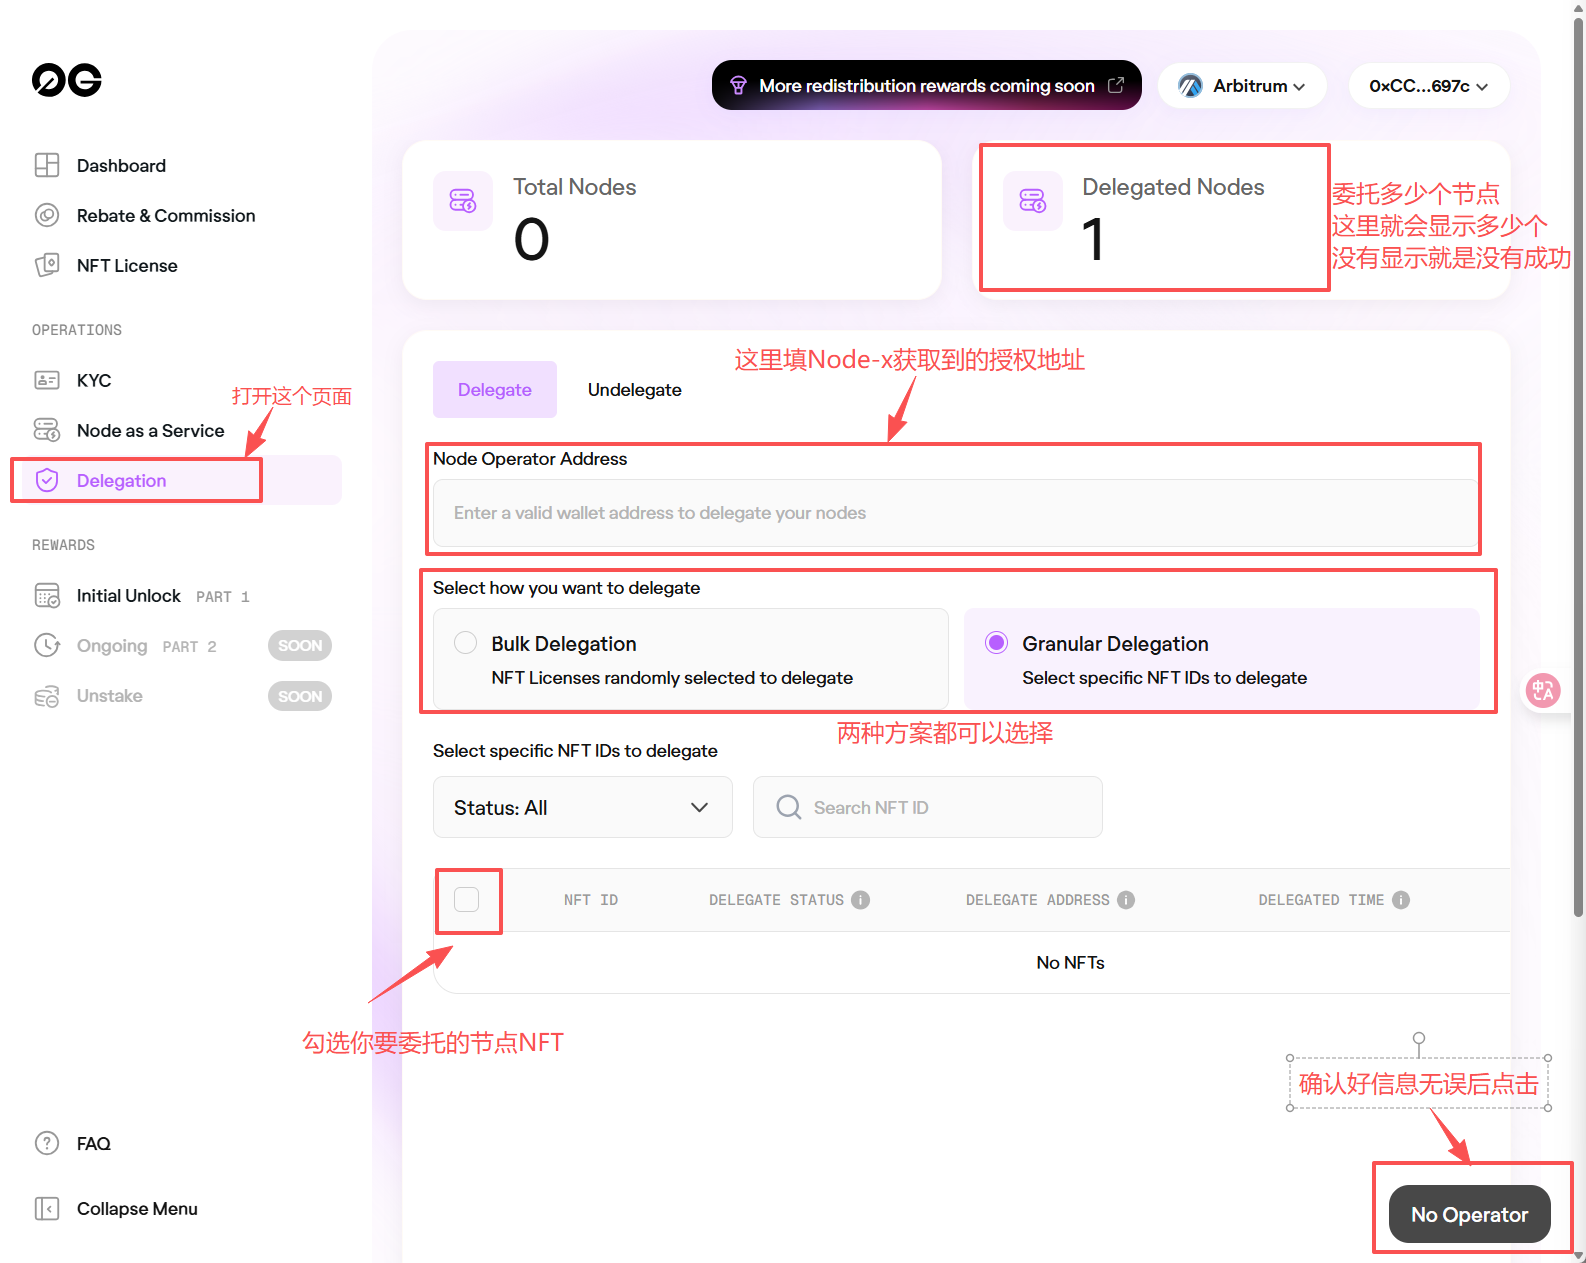 0G
More redistribution rewards coming soon
Arbitrum
0xCC...697c
Dashboard
Rebate & Commission
NFT License
OPERATIONS
KYC
打开这个页面
Node as a Service
Delegation
REWARDS
Initial Unlock PART 1
Ongoing PART 2 SOON
Unstake SOON
FAQ
Collapse Menu
Total Nodes
0
Delegated Nodes
1
委托多少个节点
这里就会显示多少个
没有显示就是没有成功
这里填Node-x获取到的授权地址
Delegate
Undelegate
Node Operator Address
Enter a valid wallet address to delegate your nodes
Select how you want to delegate
Bulk Delegation
NFT Licenses randomly selected to delegate
Granular Delegation
Select specific NFT IDs to delegate
两种方案都可以选择
Select specific NFT IDs to delegate
Status: All
Search NFT ID
NFT ID DELEGATE STATUS DELEGATE ADDRESS DELEGATED TIME
No NFTs
勾选你要委托的节点NFT
确认好信息无误后点击
No Operator
中A